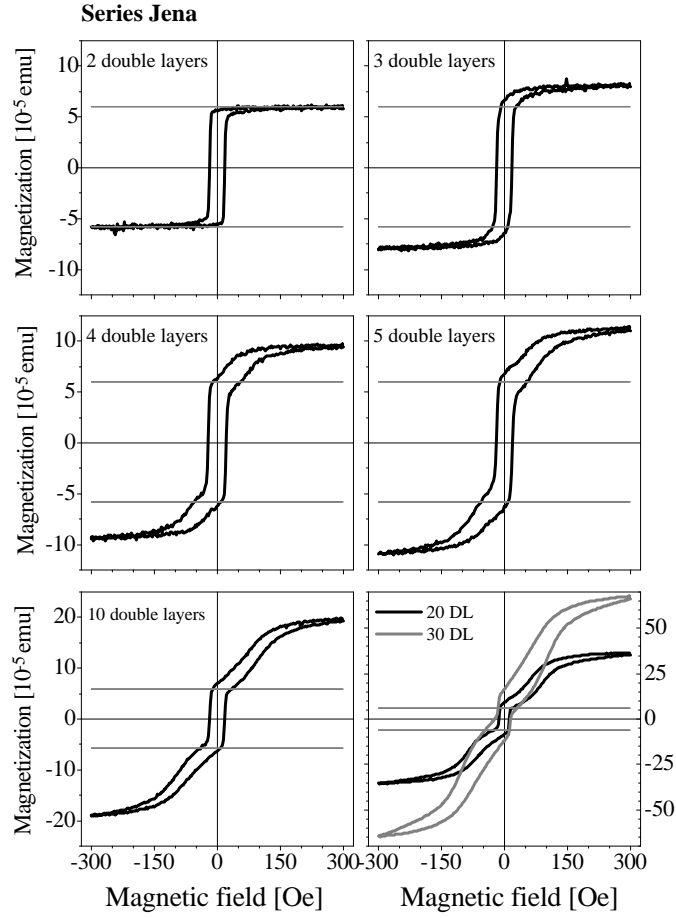 Series Jena
2 double layers
3 double layers
10
5
0
-5
-10
Magnetization [10⁻⁵ emu]
4 double layers
5 double layers
10
5
0
-5
-10
Magnetization [10⁻⁵ emu]
10 double layers
20 DL
30 DL
20
10
0
-10
-20
Magnetization [10⁻⁵ emu]
50
25
0
-25
-50
-300 -150 0 150 300
-300 -150 0 150 300
Magnetic field [Oe]
Magnetic field [Oe]